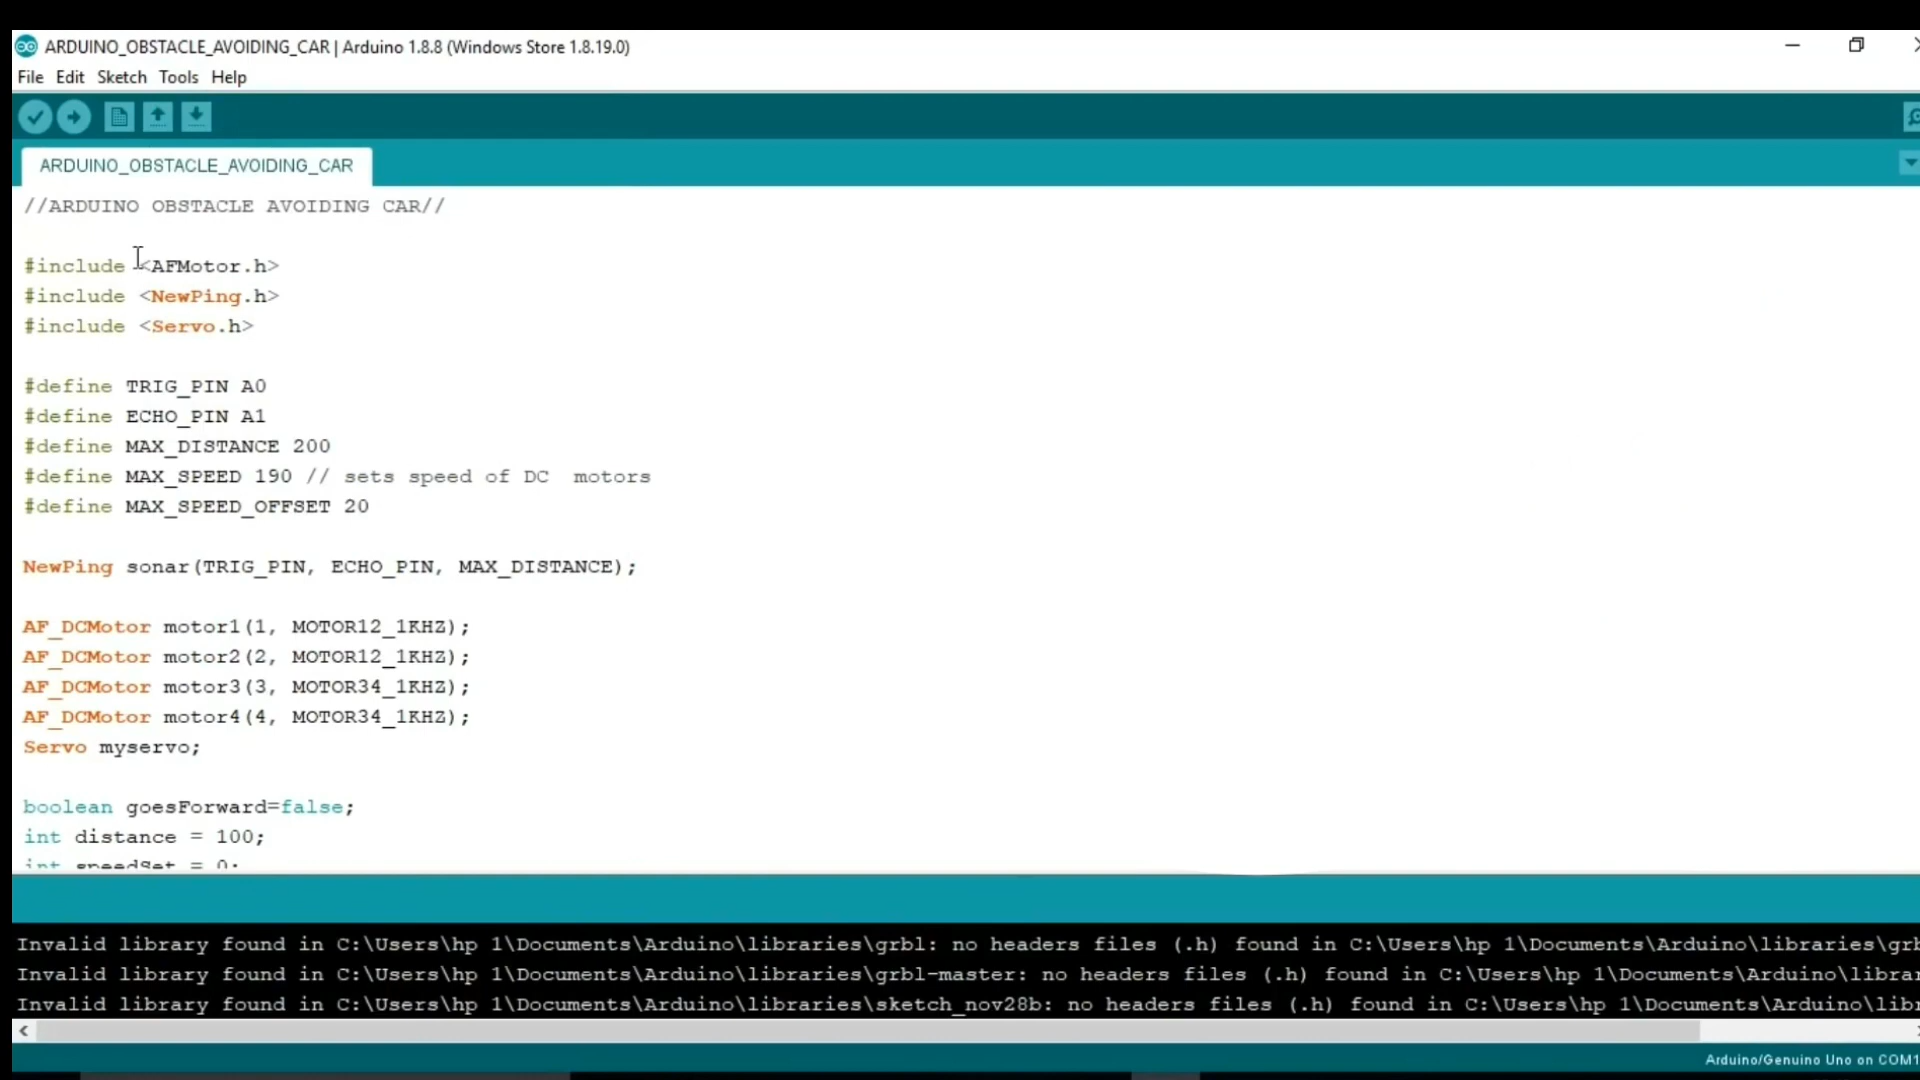 ARDUINO_OBSTACLE_AVOIDING_CAR | Arduino 1.8.8 (Windows Store 1.8.19.0)
File Edit Sketch Tools Help
ARDUINO_OBSTACLE_AVOIDING_CAR
//ARDUINO OBSTACLE AVOIDING CAR//
#include <AFMotor.h>
#include <NewPing.h>
#include <Servo.h>
#define TRIG_PIN A0
#define ECHO_PIN A1
#define MAX_DISTANCE 200
#define MAX_SPEED 190 // sets speed of DC  motors
#define MAX_SPEED_OFFSET 20
NewPing sonar(TRIG_PIN, ECHO_PIN, MAX_DISTANCE);
AF_DCMotor motor1(1, MOTOR12_1KHZ);
AF_DCMotor motor2(2, MOTOR12_1KHZ);
AF_DCMotor motor3(3, MOTOR34_1KHZ);
AF_DCMotor motor4(4, MOTOR34_1KHZ);
Servo myservo;
boolean goesForward=false;
int distance = 100;
int speedSet = 0;
Invalid library found in C:\Users\hp 1\Documents\Arduino\libraries\grbl: no headers files (.h) found in C:\Users\hp 1\Documents\Arduino\libraries\grb
Invalid library found in C:\Users\hp 1\Documents\Arduino\libraries\grbl-master: no headers files (.h) found in C:\Users\hp 1\Documents\Arduino\librar
Invalid library found in C:\Users\hp 1\Documents\Arduino\libraries\sketch_nov28b: no headers files (.h) found in C:\Users\hp 1\Documents\Arduino\libr
Arduino/Genuino Uno on COM1